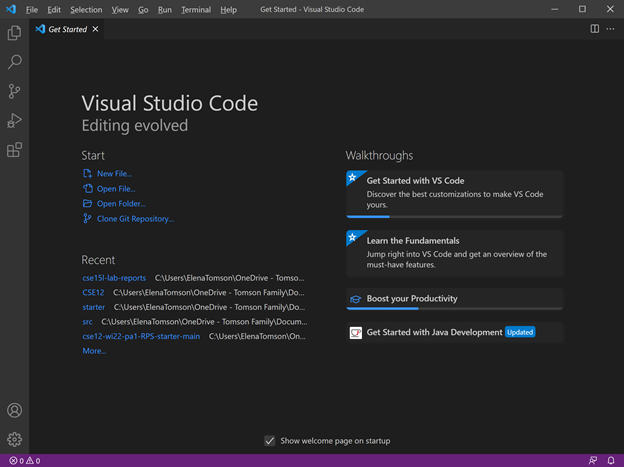 File Edit Selection View Go Run Terminal Help Get Started - Visual Studio Code
Get Started
Visual Studio Code
Editing evolved
Start
New File...
Open File...
Open Folder...
Clone Git Repository...
Recent
cse15l-lab-reports C:\Users\ElenaTomson\OneDrive - Tomso...
CSE12 C:\Users\ElenaTomson\OneDrive - Tomson Family\Do...
starter C:\Users\ElenaTomson\OneDrive - Tomson Family\Do...
src C:\Users\ElenaTomson\OneDrive - Tomson Family\Docum...
cse12-wi22-pa1-RPS-starter-main C:\Users\ElenaTomson\On...
More...
Walkthroughs
Get Started with VS Code
Discover the best customizations to make VS Code
yours.
Learn the Fundamentals
Jump right into VS Code and get an overview of the
must-have features.
Boost your Productivity
Get Started with Java Development Updated
Show welcome page on startup
0 0